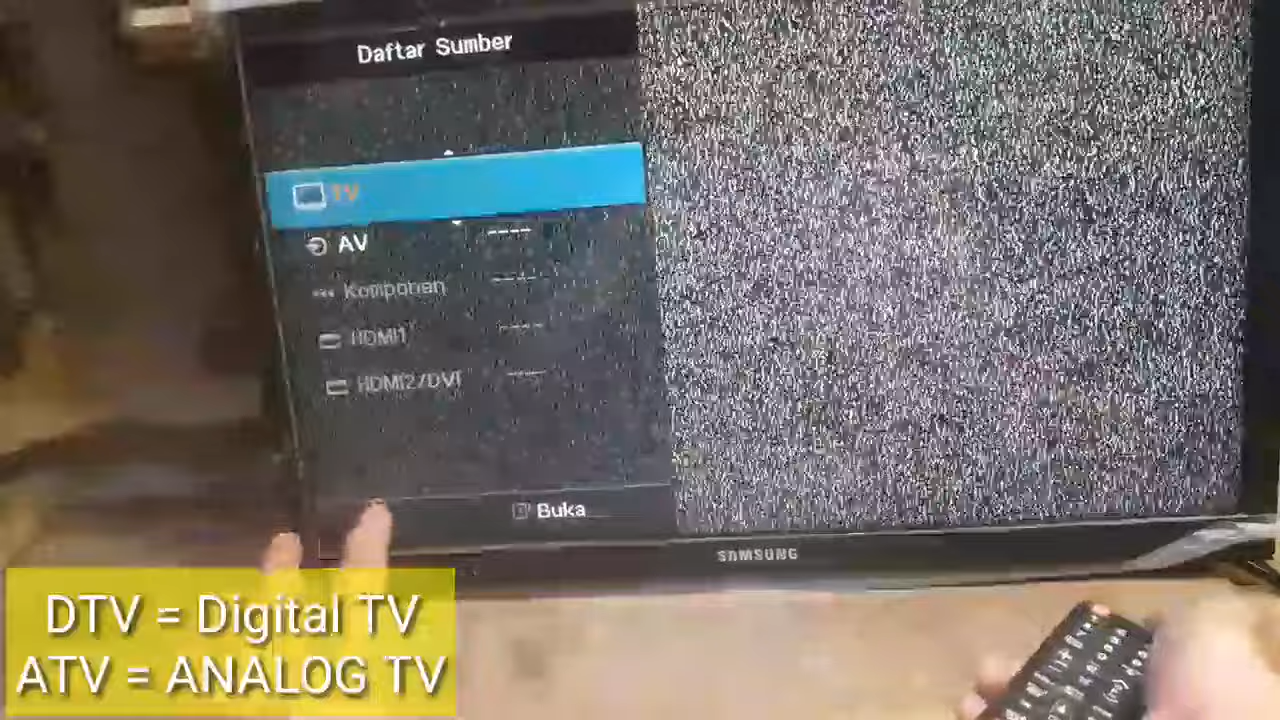 Daftar Sumber
TV
AV ----
Komponen ----
HDMI1 ----
HDMI2/DVI ----
Buka
SAMSUNG
DTV = Digital TV
ATV = ANALOG TV